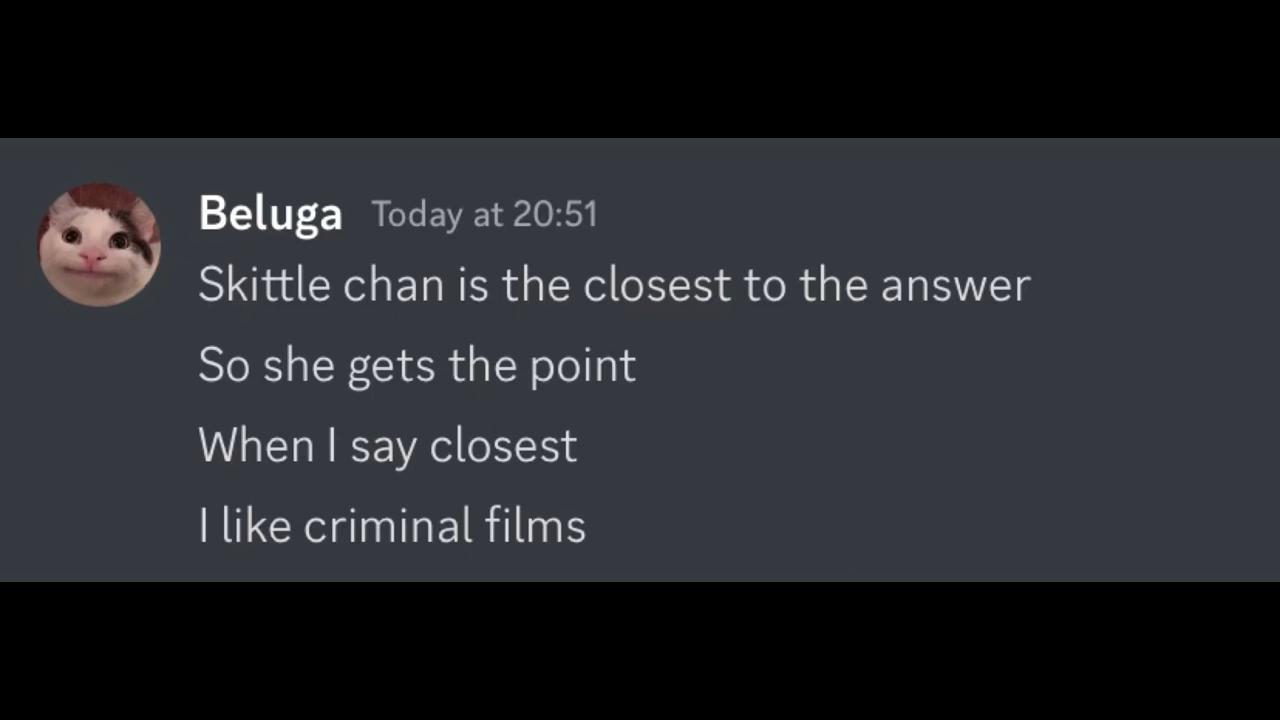 Beluga Today at 20:51
Skittle chan is the closest to the answer
So she gets the point
When I say closest
I like criminal films